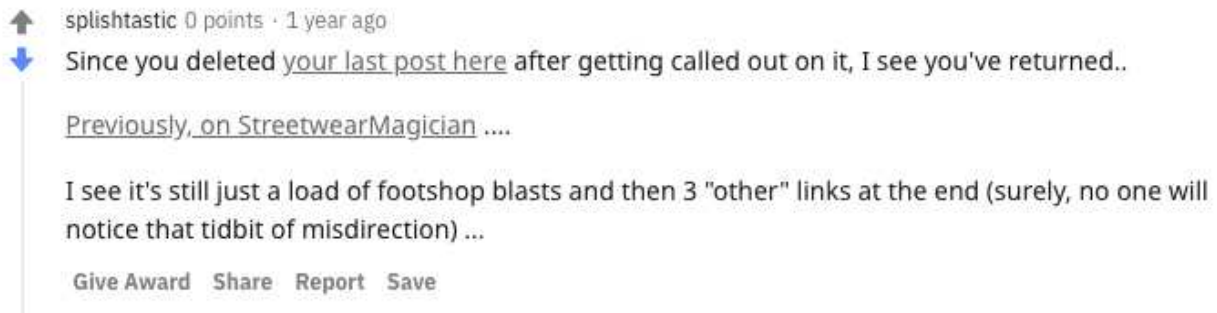 splishtastic 0 points · 1 year ago
Since you deleted your last post here after getting called out on it, I see you've returned..
Previously, on StreetwearMagician ....
I see it's still just a load of footshop blasts and then 3 "other" links at the end (surely, no one will
notice that tidbit of misdirection) ...
Give Award Share Report Save